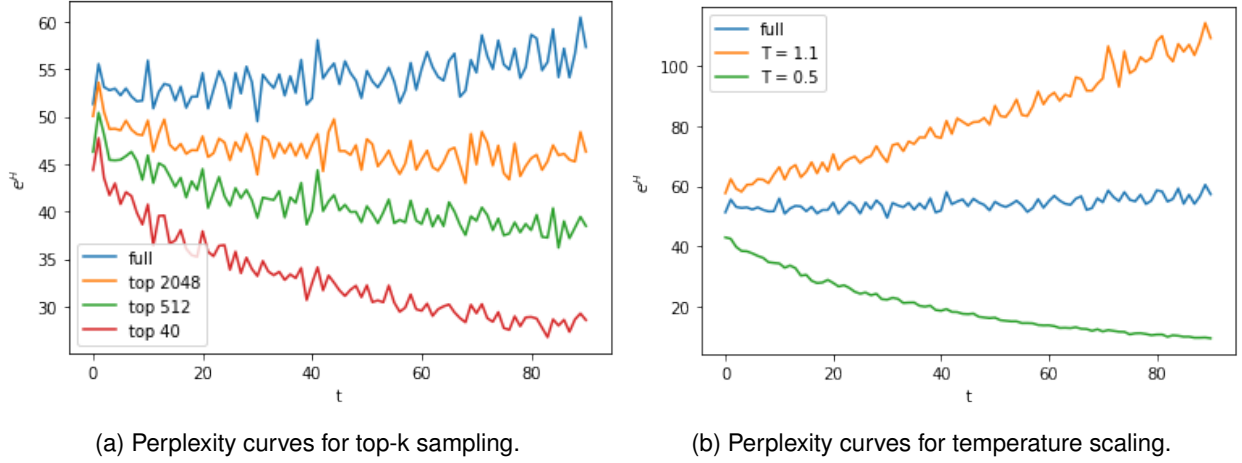 60
55
50
45
40
35
30
e^H
0
20
40
60
80
t
full
top 2048
top 512
top 40
(a) Perplexity curves for top-k sampling.
100
80
60
40
20
e^H
0
20
40
60
80
t
full
T = 1.1
T = 0.5
(b) Perplexity curves for temperature scaling.